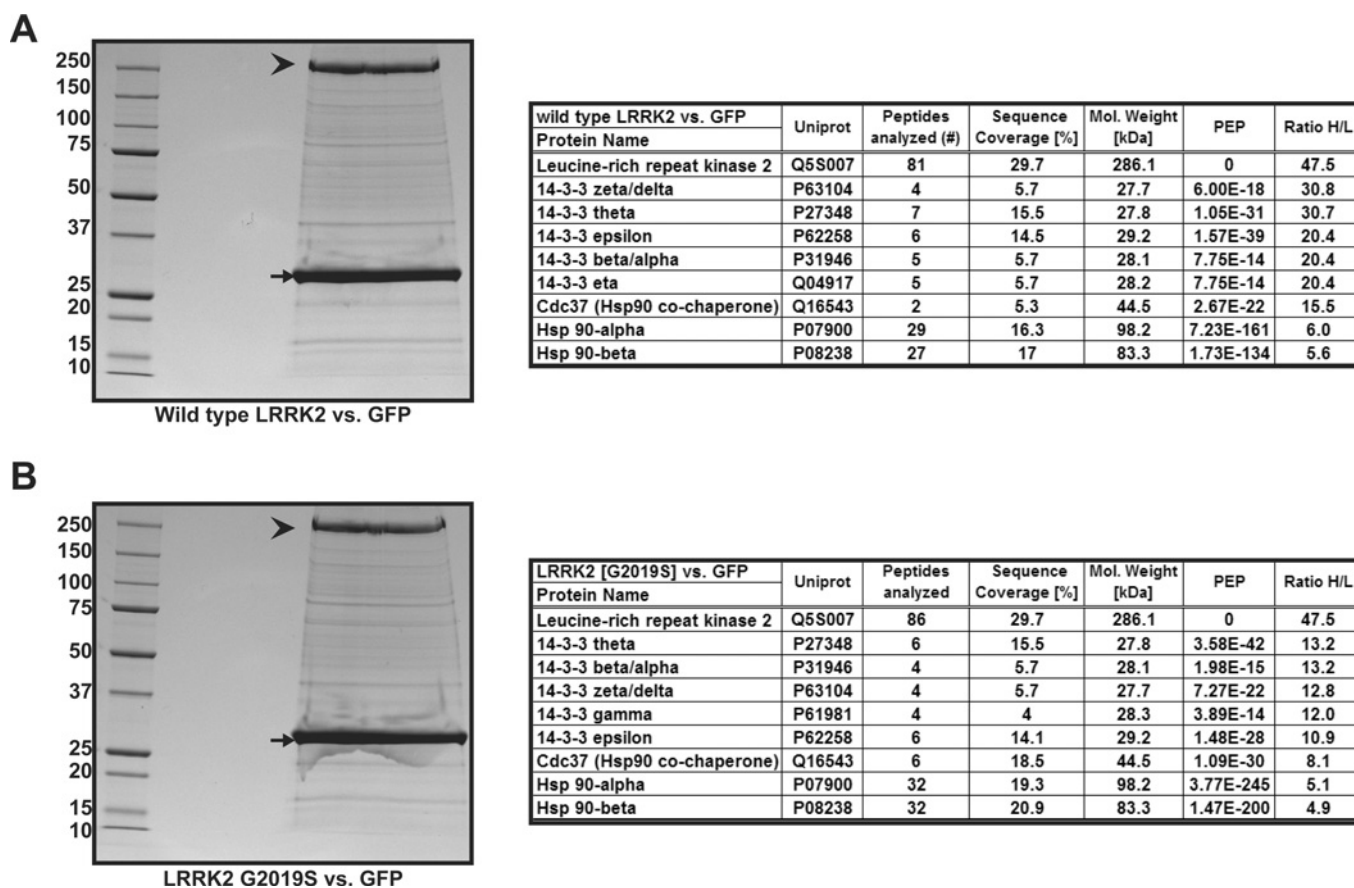 A
250
150
100
75
50
37
25
20
15
10
Wild type LRRK2 vs. GFP
wild type LRRK2 vs. GFP
Protein Name Uniprot Peptides analyzed (#) Sequence Coverage [%] Mol. Weight [kDa] PEP Ratio H/L
Leucine-rich repeat kinase 2 Q5S007 81 29.7 286.1 0 47.5
14-3-3 zeta/delta P63104 4 5.7 27.7 6.00E-18 30.8
14-3-3 theta P27348 7 15.5 27.8 1.05E-31 30.7
14-3-3 epsilon P62258 6 14.5 29.2 1.57E-39 20.4
14-3-3 beta/alpha P31946 5 5.7 28.1 7.75E-14 20.4
14-3-3 eta Q04917 5 5.7 28.2 7.75E-14 20.4
Cdc37 (Hsp90 co-chaperone) Q16543 2 5.3 44.5 2.67E-22 15.5
Hsp 90-alpha P07900 29 16.3 98.2 7.23E-161 6.0
Hsp 90-beta P08238 27 17 83.3 1.73E-134 5.6
B
250
150
100
75
50
37
25
20
15
10
LRRK2 G2019S vs. GFP
LRRK2 [G2019S] vs. GFP
Protein Name Uniprot Peptides analyzed Sequence Coverage [%] Mol. Weight [kDa] PEP Ratio H/L
Leucine-rich repeat kinase 2 Q5S007 86 29.7 286.1 0 47.5
14-3-3 theta P27348 6 15.5 27.8 3.58E-42 13.2
14-3-3 beta/alpha P31946 4 5.7 28.1 1.98E-15 13.2
14-3-3 zeta/delta P63104 4 5.7 27.7 7.27E-22 12.8
14-3-3 gamma P61981 4 4 28.3 3.89E-14 12.0
14-3-3 epsilon P62258 6 14.1 29.2 1.48E-28 10.9
Cdc37 (Hsp90 co-chaperone) Q16543 6 18.5 44.5 1.09E-30 8.1
Hsp 90-alpha P07900 32 19.3 98.2 3.77E-245 5.1
Hsp 90-beta P08238 32 20.9 83.3 1.47E-200 4.9